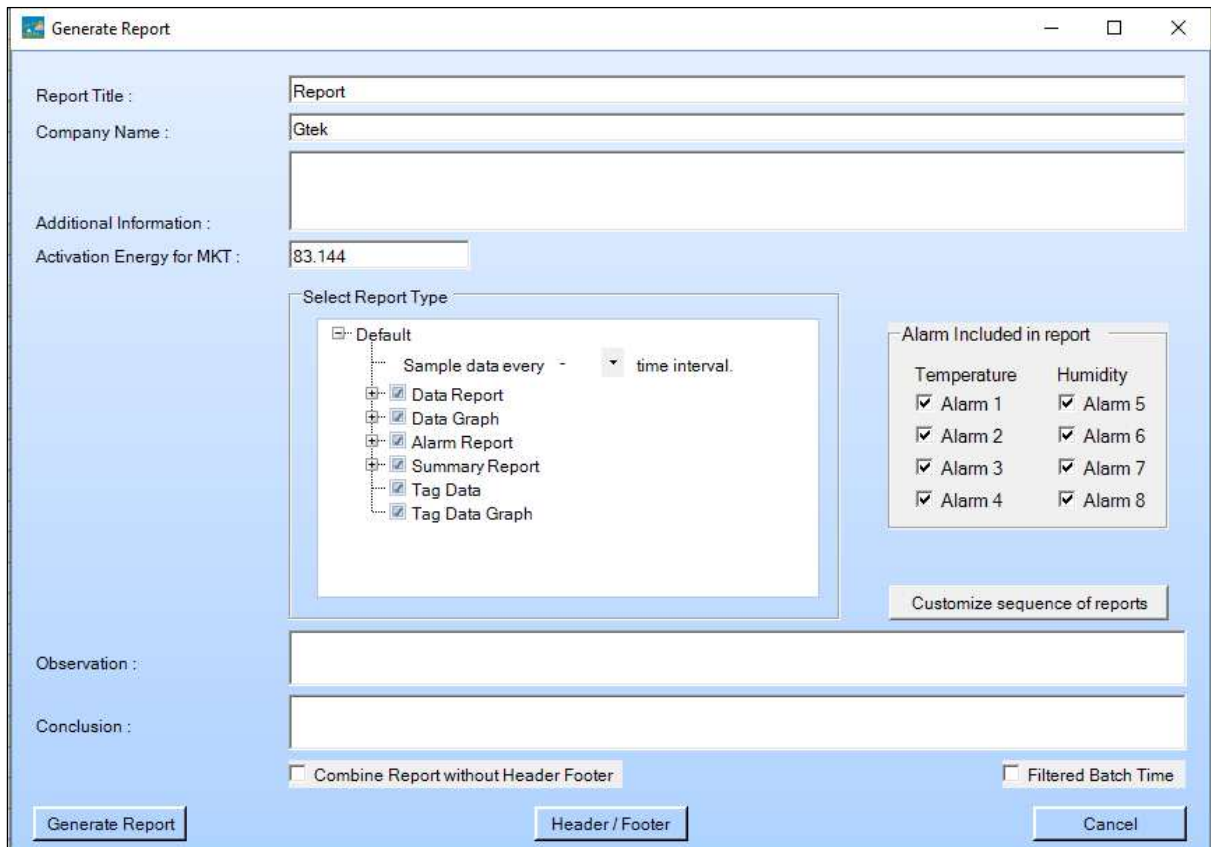 Generate Report
Report Title :
Report
Company Name :
Gtek
Additional Information :
Activation Energy for MKT :
83.144
Select Report Type
Default
Sample data every - time interval.
Data Report
Data Graph
Alarm Report
Summary Report
Tag Data
Tag Data Graph
Alarm Included in report
Temperature Humidity
Alarm 1 Alarm 5
Alarm 2 Alarm 6
Alarm 3 Alarm 7
Alarm 4 Alarm 8
Customize sequence of reports
Observation :
Conclusion :
Combine Report without Header Footer
Filtered Batch Time
Generate Report
Header / Footer
Cancel